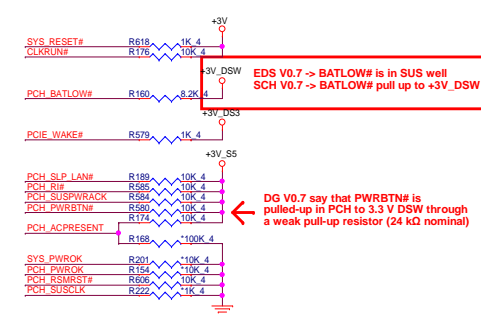 +3V
SYS_RESET# R618 1K_4
CLKRUN# R176 10K_4
+3V_DSW
EDS V0.7 -> BATLOW# is in SUS well
SCH V0.7 -> BATLOW# pull up to +3V_DSW
PCH_BATLOW# R160 8.2K_4
+3V_DS3
PCIE_WAKE# R579 1K_4
+3V_S5
PCH_SLP_LAN# R189 10K_4
PCH_RI# R585 10K_4
PCH_SUSPWRACK R584 10K_4
PCH_PWRBTN# R580 *10K_4
R174 10K_4
DG V0.7 say that PWRBTN# is
pulled-up in PCH to 3.3 V DSW through
a weak pull-up resistor (24 kΩ nominal)
PCH_ACPRESENT
R168 *100K_4
SYS_PWROK R201 *10K_4
PCH_PWROK R154 *10K_4
PCH_RSMRST# R606 10K_4
PCH_SUSCLK R222 *1K_4